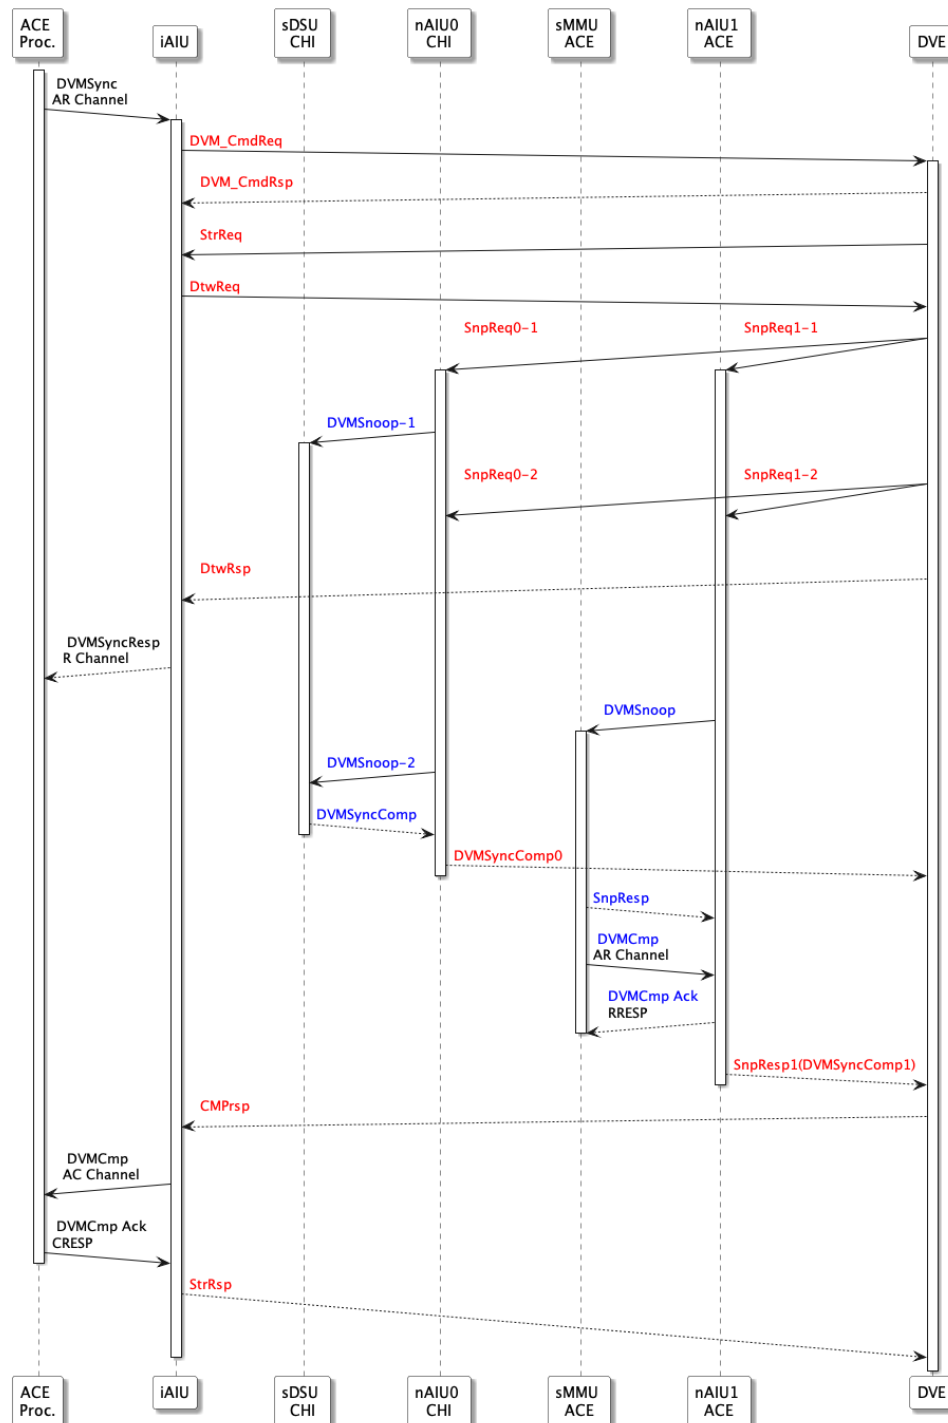 ACE
Proc.
iAIU
sDSU
CHI
nAIU0
CHI
sMMU
ACE
nAIU1
ACE
DVE
DVMSync
AR Channel
DVM_CmdReq
DVM_CmdRsp
StrReq
DtwReq
SnpReq0-1
SnpReq1-1
DVMSnoop-1
SnpReq0-2
SnpReq1-2
DtwRsp
DVMSyncResp
R Channel
DVMSnoop
DVMSnoop-2
DVMSyncComp
DVMSyncComp0
SnpResp
DVMCmp
AR Channel
DVMCmp Ack
RRESP
SnpResp1(DVMSyncComp1)
CMPrsp
DVMCmp
AC Channel
DVMCmp Ack
CRESP
StrRsp
ACE
Proc.
iAIU
sDSU
CHI
nAIU0
CHI
sMMU
ACE
nAIU1
ACE
DVE